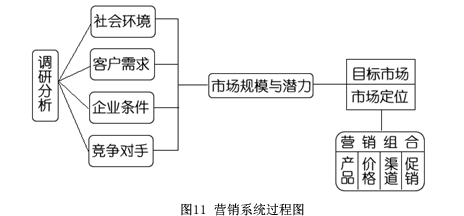 调研分析
社会环境
客户需求
企业条件
竞争对手
市场规模与潜力
目标市场
市场定位
营销组合
产品
价格
渠道
促销
图11 营销系统过程图